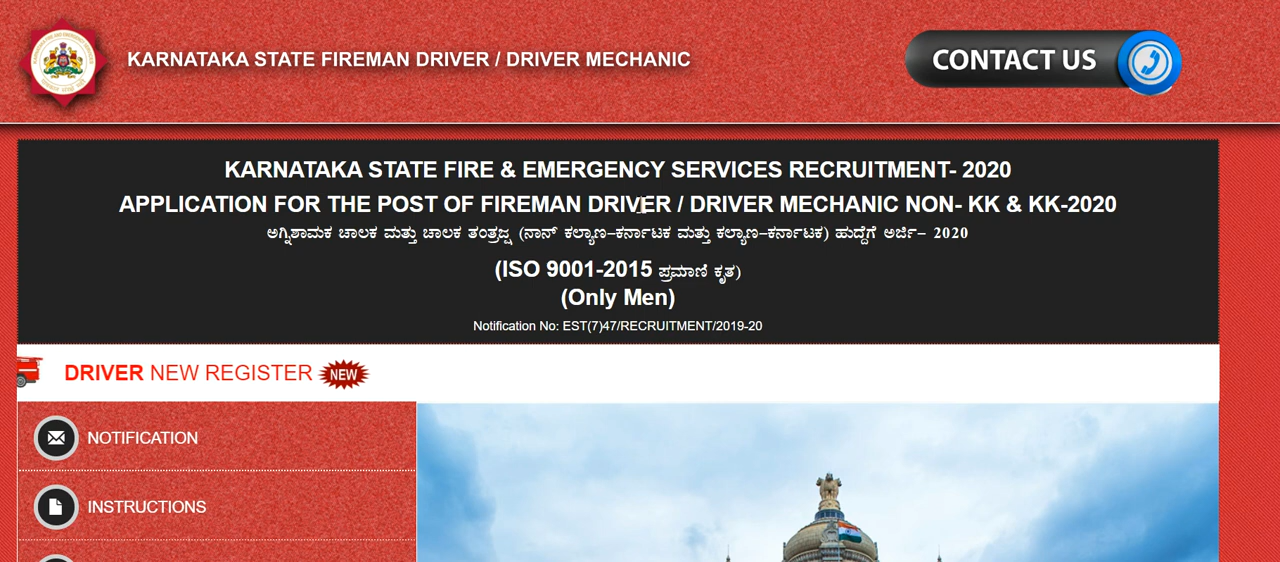 KARNATAKA STATE FIREMAN DRIVER / DRIVER MECHANIC
CONTACT US
KARNATAKA STATE FIRE & EMERGENCY SERVICES RECRUITMENT- 2020
APPLICATION FOR THE POST OF FIREMAN DRIVER / DRIVER MECHANIC NON- KK & KK-2020
ಅಗ್ನಿಶಾಮಕ ಚಾಲಕ ಮತ್ತು ಚಾಲಕ ತಂತ್ರಜ್ಞ (ನಾನ್ ಕಲ್ಯಾಣ–ಕರ್ನಾಟಕ ಮತ್ತು ಕಲ್ಯಾಣ–ಕರ್ನಾಟಕ) ಹುದ್ದೆಗೆ ಅರ್ಜಿ– 2020
(ISO 9001-2015 ಪ್ರಮಾಣಿ ಕೃತ)
(Only Men)
Notification No: EST(7)47/RECRUITMENT/2019-20
DRIVER NEW REGISTER NEW
NOTIFICATION
INSTRUCTIONS